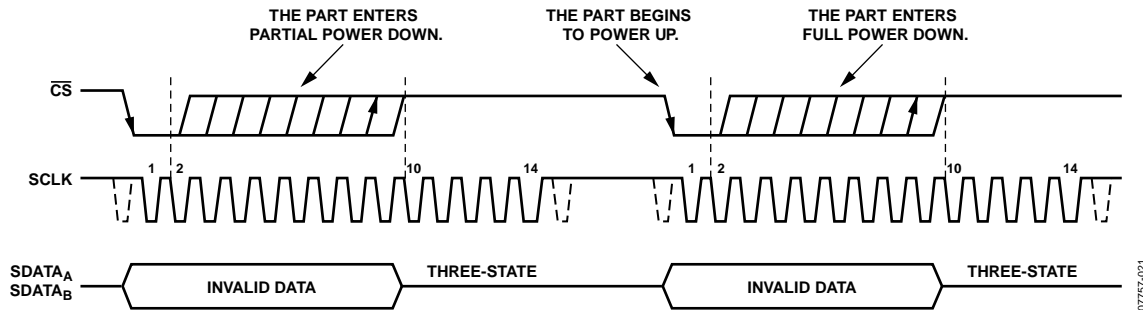 THE PART ENTERS
PARTIAL POWER DOWN.
THE PART BEGINS
TO POWER UP.
THE PART ENTERS
FULL POWER DOWN.
CS
SCLK
1 2 10 14 1 2 10 14
SDATAA
SDATAB
INVALID DATA THREE-STATE INVALID DATA THREE-STATE
07757-021